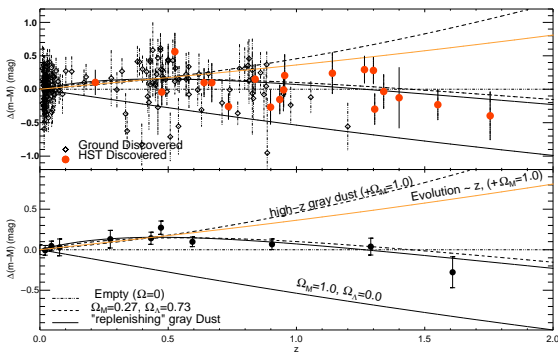 1.0
0.5
0.0
−0.5
−1.0
Δ(m−M) (mag)
Ground Discovered
HST Discovered
0.5
0.0
−0.5
Δ(m−M) (mag)
high−z gray dust (+Ω_M=1.0)
Evolution ~ z, (+Ω_M=1.0)
Ω_M=1.0, Ω_Λ=0.0
Empty (Ω=0)
Ω_M=0.27, Ω_Λ=0.73
"replenishing" gray Dust
0.0 0.5 1.0 1.5 2.0
z